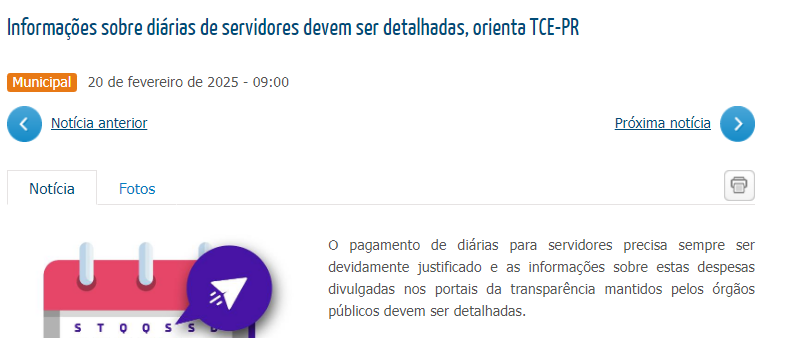 Informações sobre diárias de servidores devem ser detalhadas, orienta TCE-PR
Municipal 20 de fevereiro de 2025 - 09:00
Notícia anterior Próxima notícia
Notícia Fotos
O pagamento de diárias para servidores precisa sempre ser
devidamente justificado e as informações sobre estas despesas
divulgadas nos portais da transparência mantidos pelos órgãos
públicos devem ser detalhadas.
S T Q Q S S D